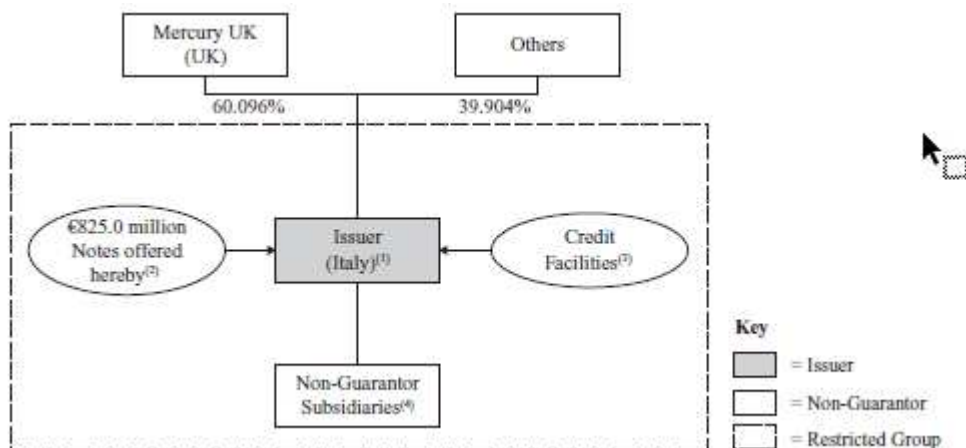 Mercury UK
(UK)
Others
60.096%
39.904%
€825.0 million
Notes offered
hereby(2)
Issuer
(Italy)(1)
Credit
Facilities(3)
Non-Guarantor
Subsidiaries(4)
Key
= Issuer
= Non-Guarantor
= Restricted Group